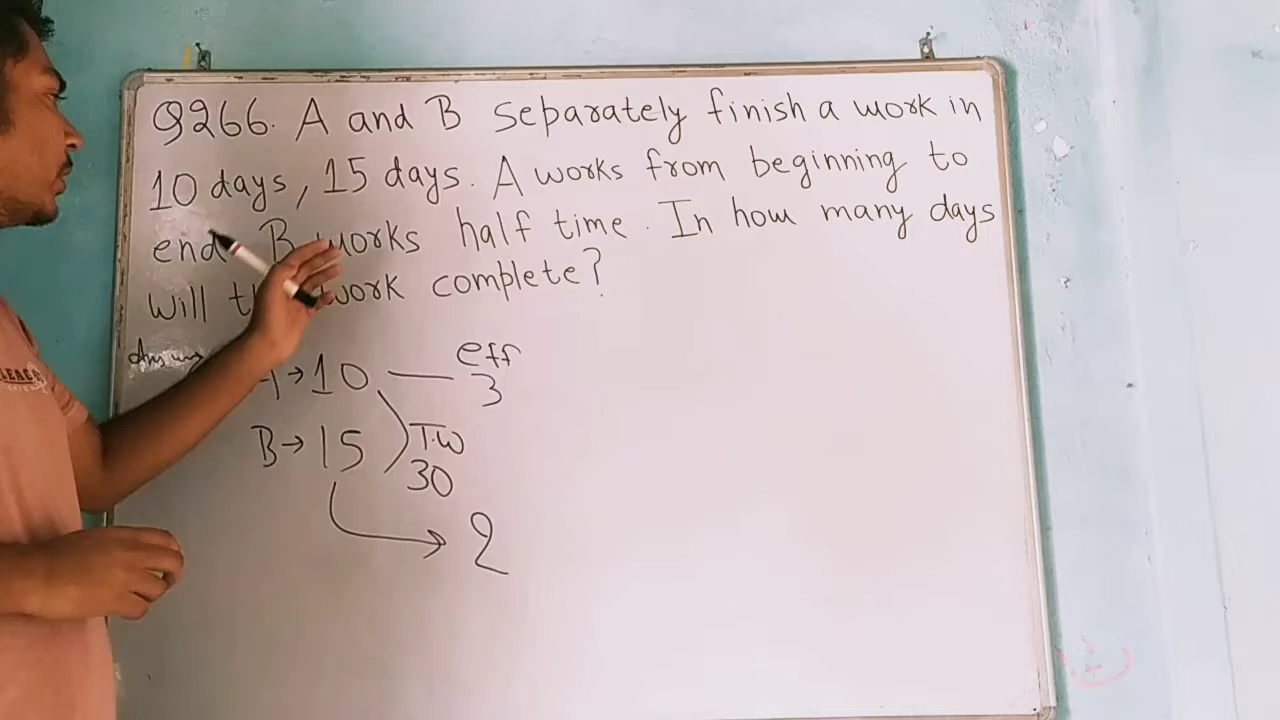 Q266. A and B separately finish a work in
10 days, 15 days. A works from beginning to
end B works half time. In how many days
will work complete?
eff
→10 — 3
B→15 T.W
30
2